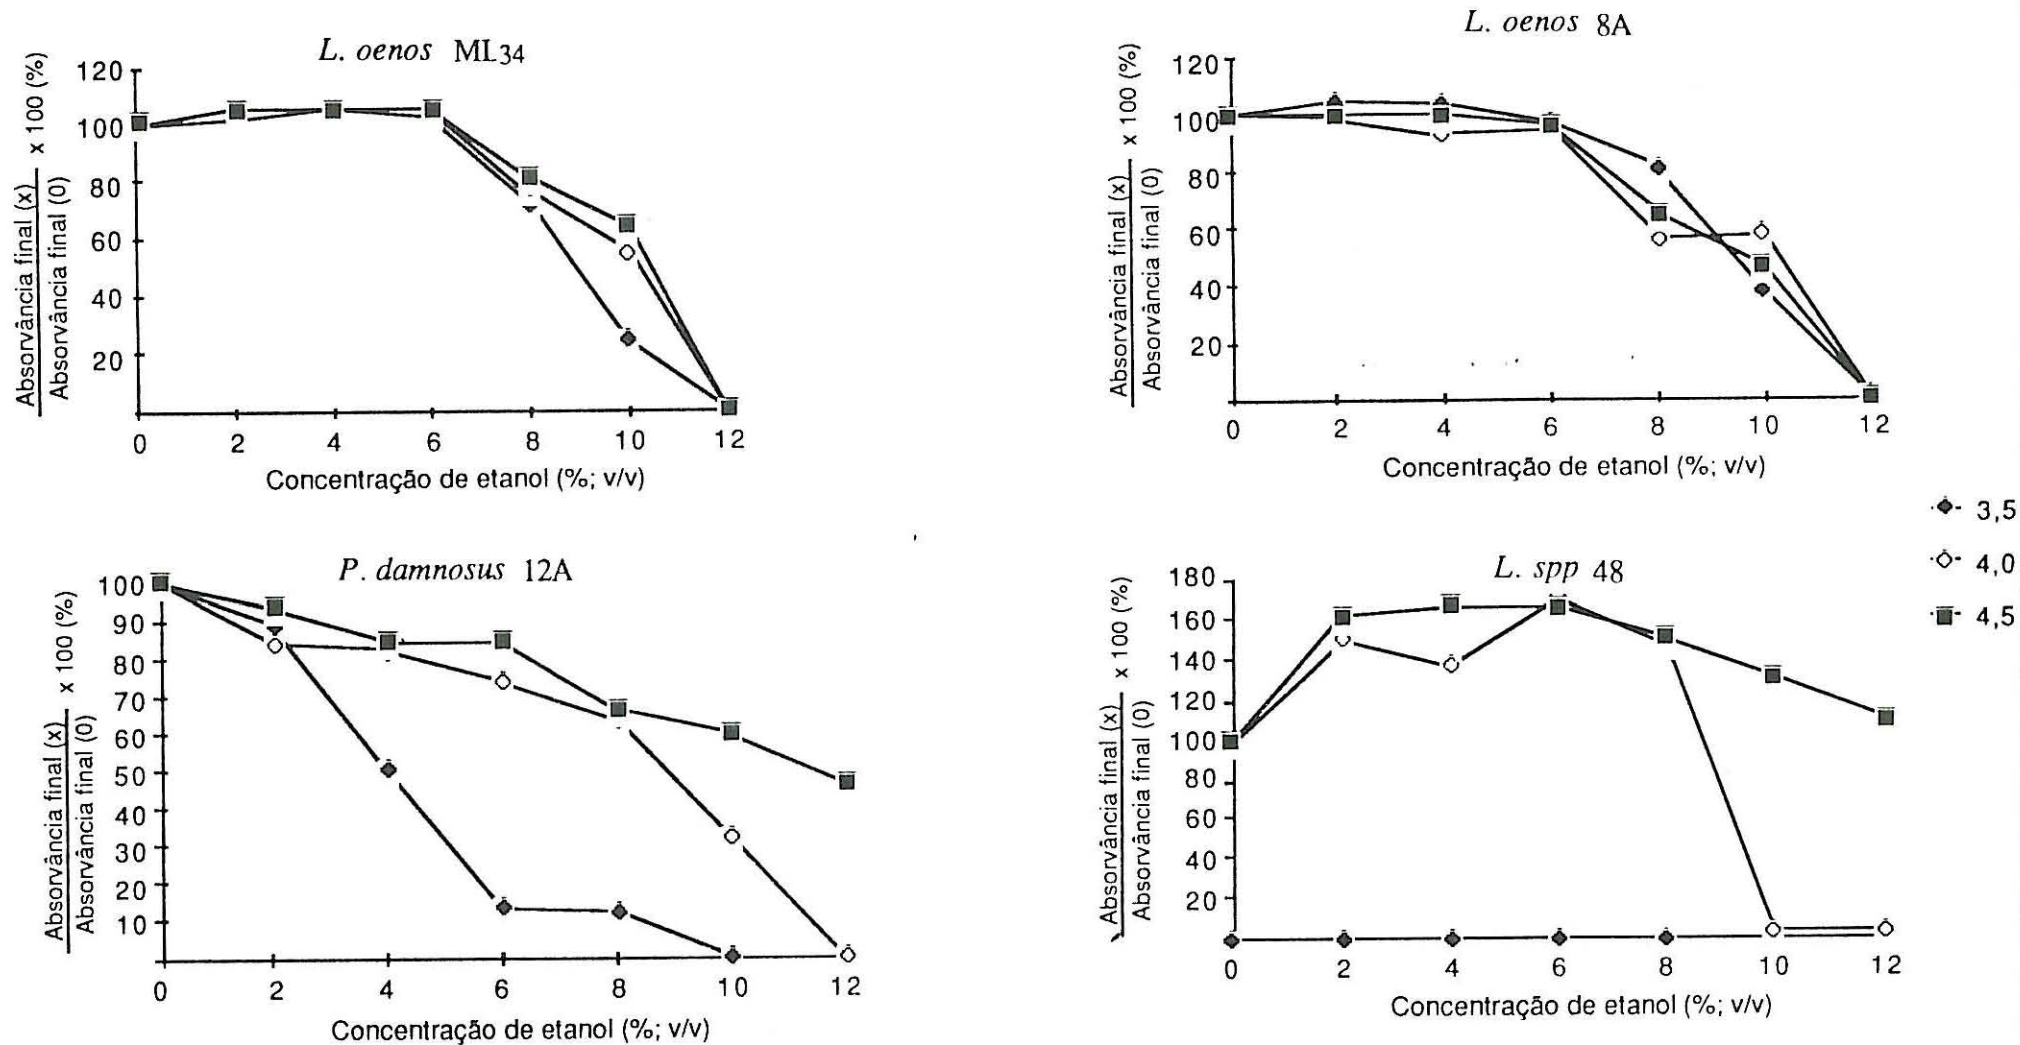 L. oenos ML34
Absorvância final (x)
Absorvância final (0)
x 100 (%)
120
100
80
60
40
20
0 2 4 6 8 10 12
Concentração de etanol (%; v/v)
L. oenos 8A
Absorvância final (x)
Absorvância final (0)
x 100 (%)
120
100
80
60
40
20
0 2 4 6 8 10 12
Concentração de etanol (%; v/v)
3,5
4,0
4,5
P. damnosus 12A
Absorvância final (x)
Absorvância final (0)
x 100 (%)
100
90
80
70
60
50
40
30
20
10
0 2 4 6 8 10 12
Concentração de etanol (%; v/v)
L. spp 48
Absorvância final (x)
Absorvância final (0)
x 100 (%)
180
160
140
120
100
80
60
40
20
0 2 4 6 8 10 12
Concentração de etanol (%; v/v)